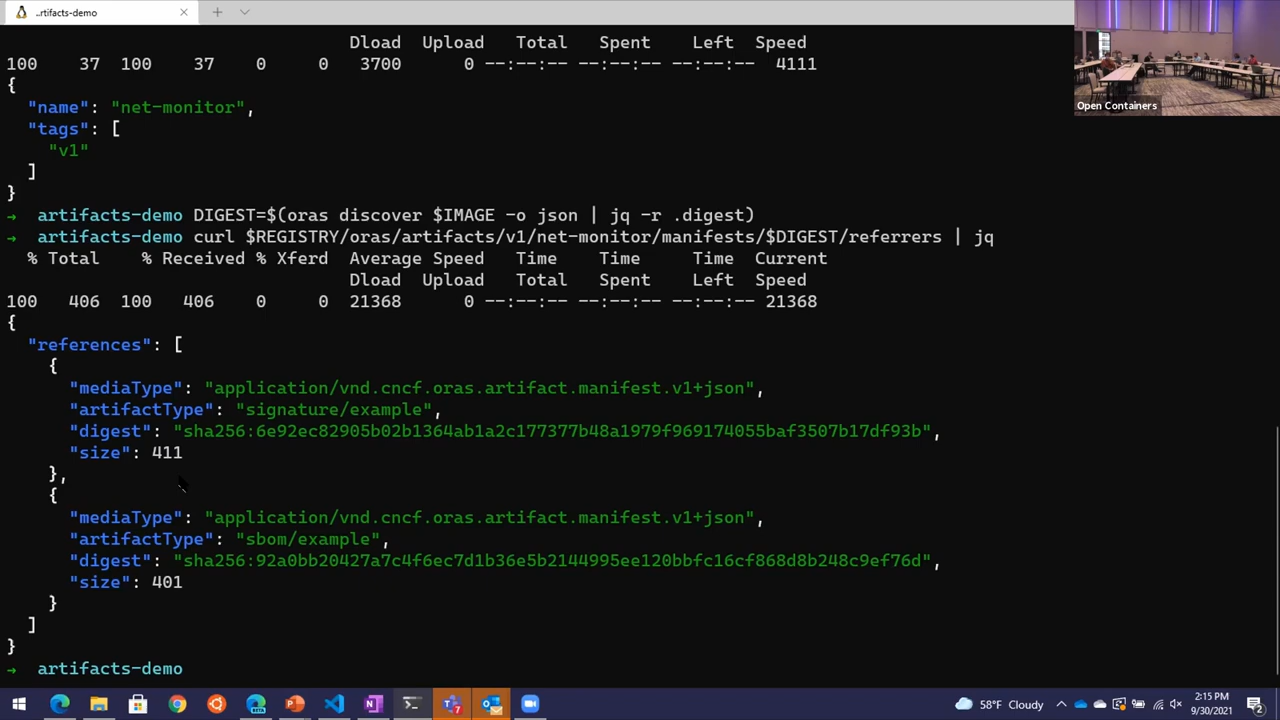 ..rtifacts-demo
Dload Upload Total Spent Left Speed
100 37 100 37 0 0 3700 0 --:--:-- --:--:-- --:--:-- 4111
{
"name": "net-monitor",
"tags": [
"v1"
]
}
→ artifacts-demo DIGEST=$(oras discover $IMAGE -o json | jq -r .digest)
→ artifacts-demo curl $REGISTRY/oras/artifacts/v1/net-monitor/manifests/$DIGEST/referrers | jq
% Total % Received % Xferd Average Speed Time Time Time Current
Dload Upload Total Spent Left Speed
100 406 100 406 0 0 21368 0 --:--:-- --:--:-- --:--:-- 21368
{
"references": [
{
"mediaType": "application/vnd.cncf.oras.artifact.manifest.v1+json",
"artifactType": "signature/example",
"digest": "sha256:6e92ec82905b02b1364ab1a2c177377b48a1979f969174055baf3507b17df93b",
"size": 411
},
{
"mediaType": "application/vnd.cncf.oras.artifact.manifest.v1+json",
"artifactType": "sbom/example",
"digest": "sha256:92a0bb20427a7c4f6ec7d1b36e5b2144995ee120bbfc16cf868d8b248c9ef76d",
"size": 401
}
]
}
→ artifacts-demo
Open Containers
58°F Cloudy
2:15 PM
9/30/2021
2